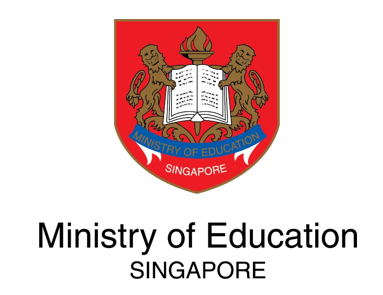 MINISTRY OF EDUCATION
SINGAPORE
Ministry of Education
SINGAPORE